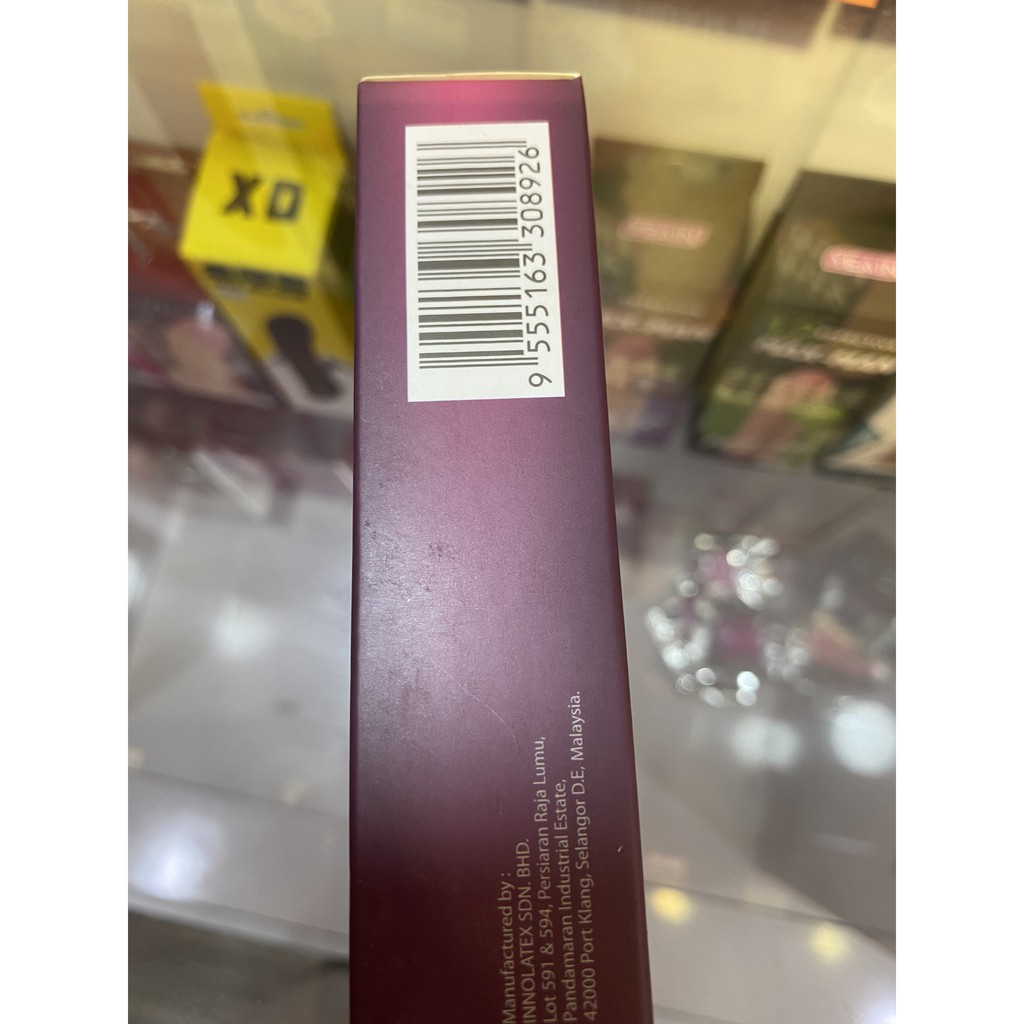 9 555163 308926
Manufactured by :
INNOLATEX SDN. BHD.
Lot 591 & 594, Persiaran Raja Lumu,
Pandamaran Industrial Estate,
42000 Port Klang, Selangor D.E, Malaysia.
XD